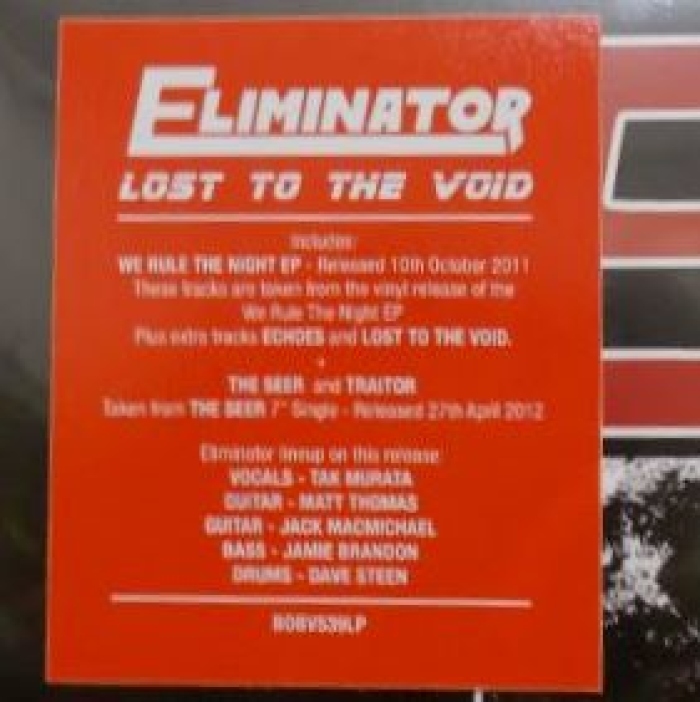 ELIMINATOR
LOST TO THE VOID
Includes:
WE RULE THE NIGHT EP - Released 10th October 2011
These tracks are taken from the vinyl release of the
We Rule The Night EP
Plus extra tracks ECHOES and LOST TO THE VOID.
+
THE SEER and TRAITOR
Taken from THE SEER 7" Single - Released 27th April 2012
Eliminator lineup on this release:
VOCALS - TAK MURATA
GUITAR - MATT THOMAS
GUITAR - JACK MACMICHAEL
BASS - JAMIE BRANDON
DRUMS - DAVE STEEN
BOBV539LP